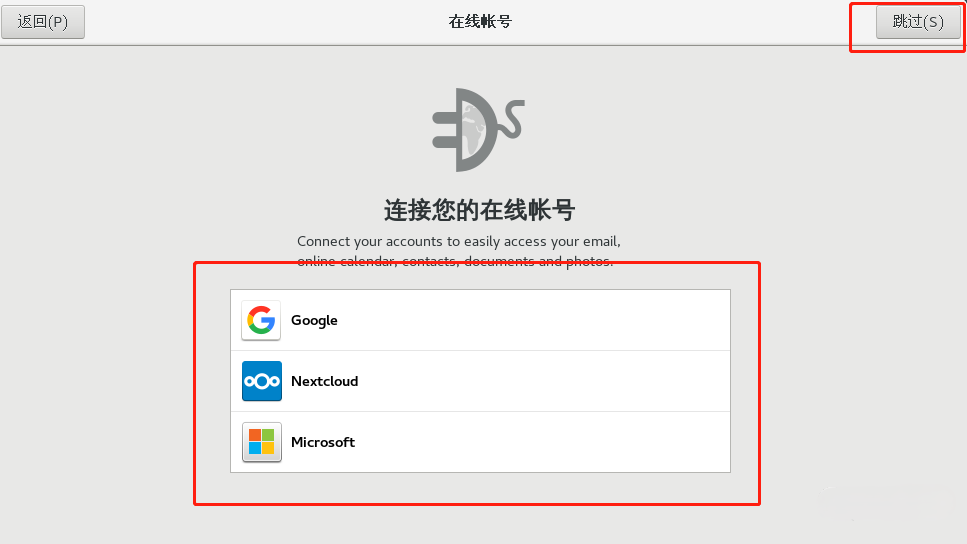 返回(P)
在线帐号
跳过(S)
连接您的在线帐号
Connect your accounts to easily access your email,
online calendar, contacts, documents and photos.
Google
Nextcloud
Microsoft